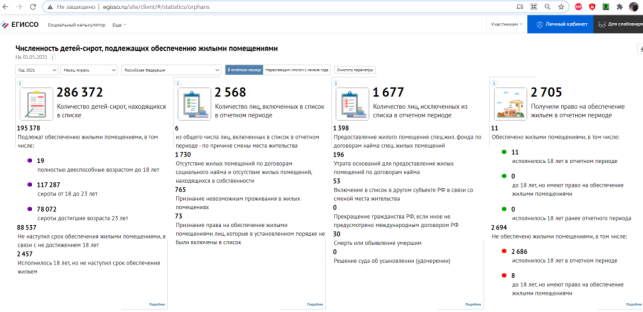 Не защищено | egisso.ru/site/client/#/statistics/orphans
ЕГИССО
Социальный калькулятор
Еще
Участникам
Личный кабинет
Для слабовидящих
Численность детей-сирот, подлежащих обеспечению жилыми помещениями
Год: 2021
Месяц: Апрель
Российская Федерация
В отчётном месяце
Нарастающим итогом с начала года
Очистить параметры
286 372
Количество детей-сирот, находящихся
в списке
195 378
Подлежат обеспечению жилыми помещениями, в том
числе:
19
полностью дееспособные возрастом до 18 лет
117 287
сироты от 18 до 23 лет
78 072
сироты достигшие возраста 23 лет
88 537
Не наступил срок обеспечения жилыми помещениями, в
связи с не достижением 18 лет
2 457
Исполнилось 18 лет, но не наступил срок обеспечения
жильем
Подробнее
2 568
Количество лиц, включенных в список
в отчетном периоде
6
из общего числа лиц, включенных в список в отчетном
периоде - по причине смены места жительства
1 730
Отсутствие жилых помещений по договорам
социального найма и отсутствие жилых помещений,
находящихся в собственности
765
Признание невозможным проживания в жилых
помещениях
73
Признание права на обеспечение жилыми
помещениями лиц, которые в установленном порядке не
были включены в список
Подробнее
1 677
Количество лиц, исключенных из
списка в отчетном периоде
1 398
Предоставление жилого помещения спец.жил. фонда по
договорам найма спец. жилых помещений
196
Утрата оснований для предоставления жилых
помещений по договорам найма
53
Включение в список в другом субъекте РФ в связи со
сменой места жительства
0
Прекращение гражданства РФ, если иное не
предусмотрено международным договором РФ
30
Смерть или объявление умершим
0
Решение суда об усыновлении (удочерении)
Подробнее
2 705
Получили право на обеспечение
жильем в отчетном периоде
11
Обеспечено жилыми помещениями, в том числе:
11
исполнилось 18 лет в отчетном периоде
0
до 18 лет, но имеют право на обеспечение
жилыми помещениями
0
исполнилось 18 лет ранее отчетного периода
2 694
Не обеспечено жилыми помещениями, в том числе:
2 686
исполнилось 18 лет в отчетном периоде
8
до 18 лет, но имеют право на обеспечение
жилыми помещениями
Подробнее